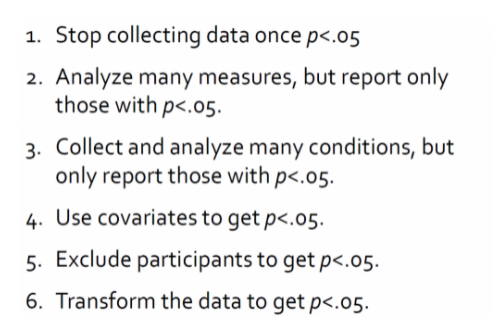 1. Stop collecting data once p<.05
2. Analyze many measures, but report only
those with p<.05.
3. Collect and analyze many conditions, but
only report those with p<.05.
4. Use covariates to get p<.05.
5. Exclude participants to get p<.05.
6. Transform the data to get p<.05.